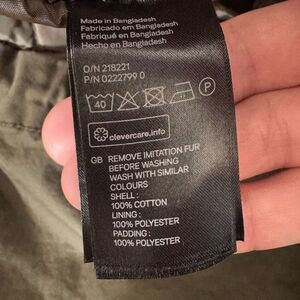 Made in Bangladesh
Fabricado em Bangladesh
Fabriqué en Bangladesh
Hecho en Bangladesh
O/N 218221
P/N 0222799 0
40
P
clevercare.info
GB REMOVE IMITATION FUR
BEFORE WASHING
WASH WITH SIMILAR
COLOURS
SHELL:
100% COTTON
LINING:
100% POLYESTER
PADDING:
100% POLYESTER